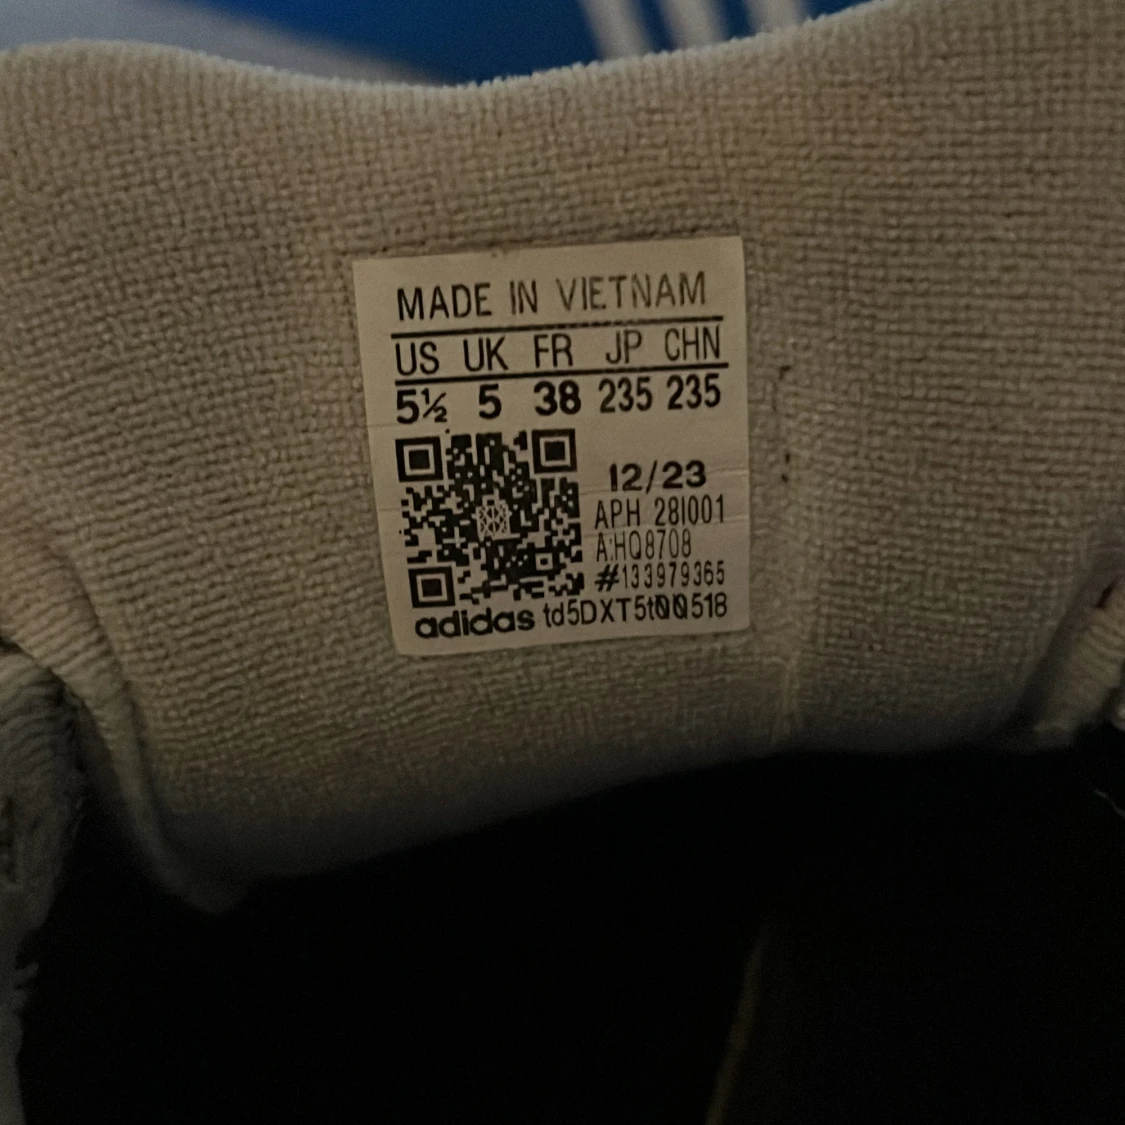 MADE IN VIETNAM
US UK FR JP CHN
5½ 5 38 235 235
12/23
APH 28I001
A:HQ8708
#133979365
adidas td5DXT5t00518